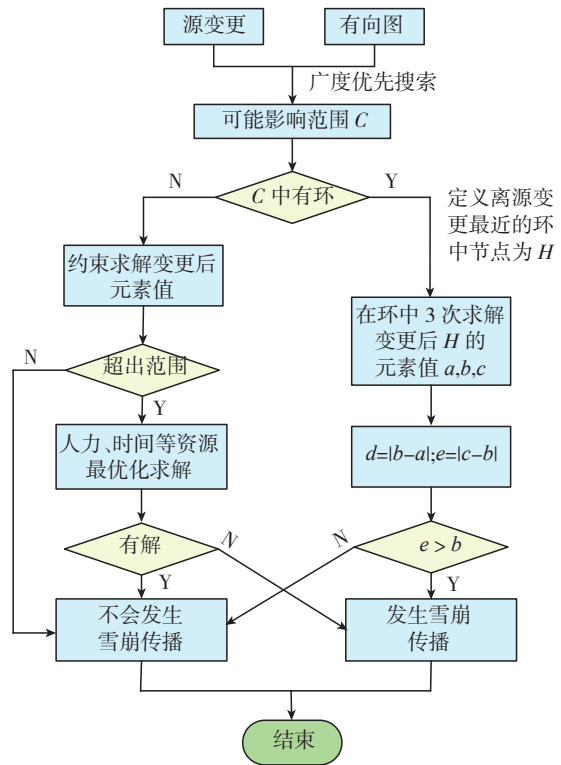 源变更
有向图
广度优先搜索
可能影响范围 C
N
C 中有环
Y
定义离源变
更最近的环
中节点为 H
约束求解变更后
元素值
在环中 3 次求解
变更后 H 的
元素值 a,b,c
N
超出范围
Y
人力、时间等资源
最优化求解
d=|b−a|;e=|c−b|
有解
N
N
e > b
Y
Y
不会发生
雪崩传播
发生雪崩
传播
结束